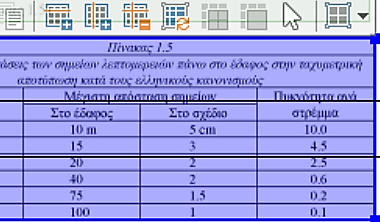 Πίνακας 1.5
άσεις των σημείων λεπτομερειών πάνω στο έδαφος στην ταχυμετρική
αποτύπωση κατά τους ελληνικούς κανονισμούς
Μέγιστη απόσταση σημείων Πυκνότητα ανά
Στο έδαφος Στο σχέδιο στρέμμα
10 m 5 cm 10.0
15 3 4.5
20 2 2.5
40 2 0.6
75 1.5 0.2
100 1 0.1